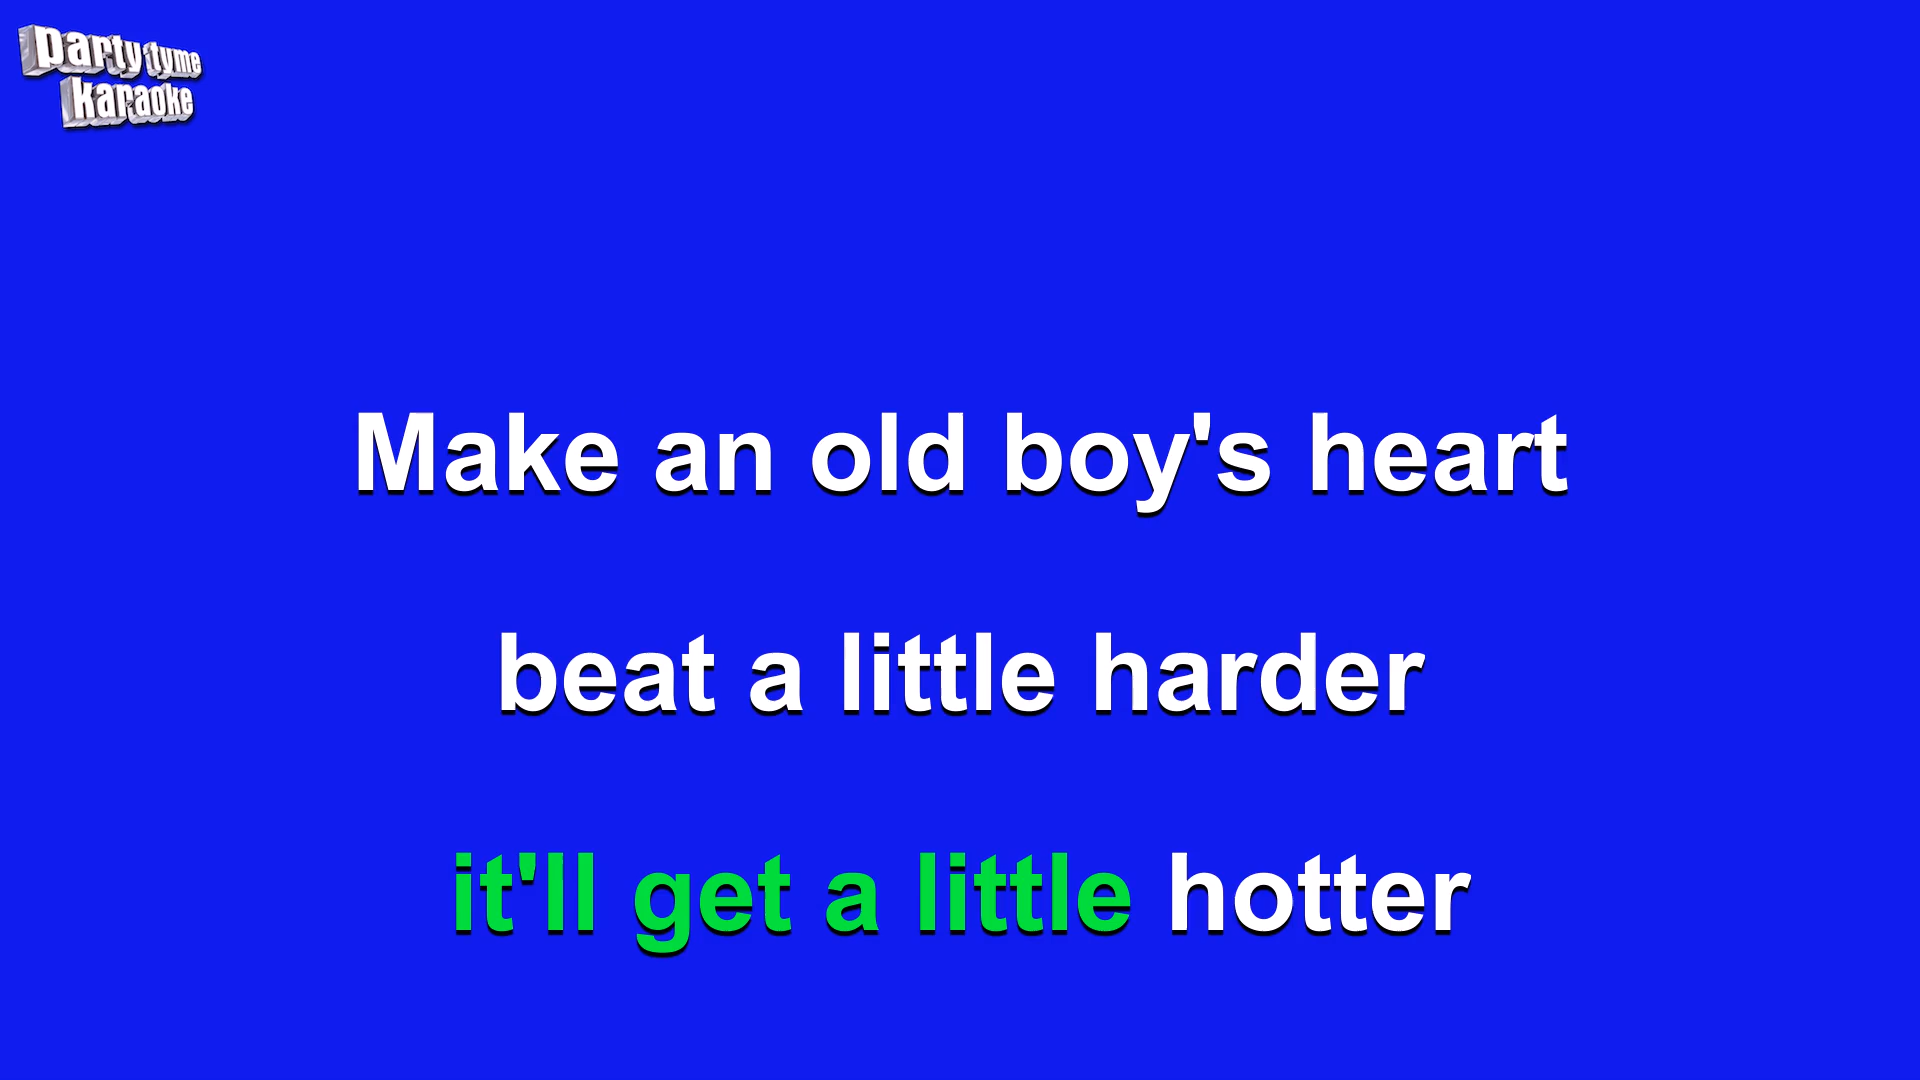 party tyme
karaoke
Make an old boy's heart
beat a little harder
it'll get a little hotter